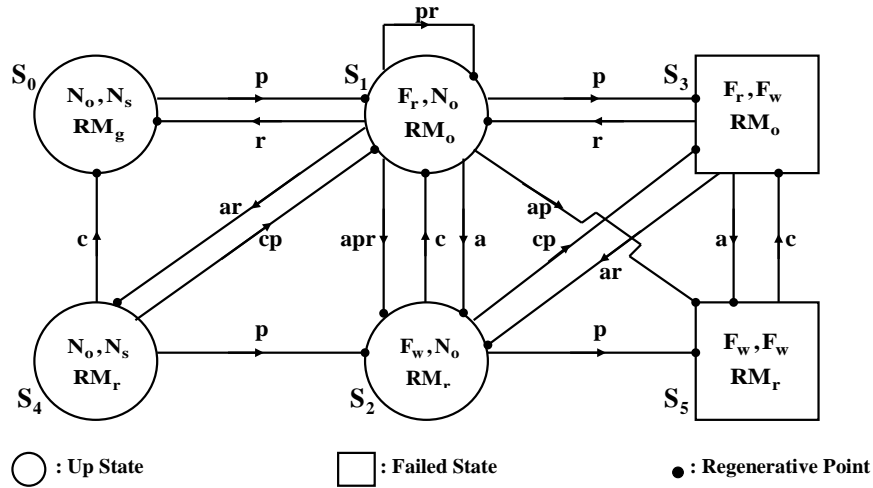 pr
S0
No,Ns
RMg
p
r
S1
Fr,No
RMo
p
r
S3
Fr,Fw
RMo
c
ar
cp
apr
c
a
ap
cp
ar
a
c
No,Ns
RMr
S4
p
Fw,No
RMr
S2
p
Fw,Fw
RMr
S5
: Up State
: Failed State
: Regenerative Point